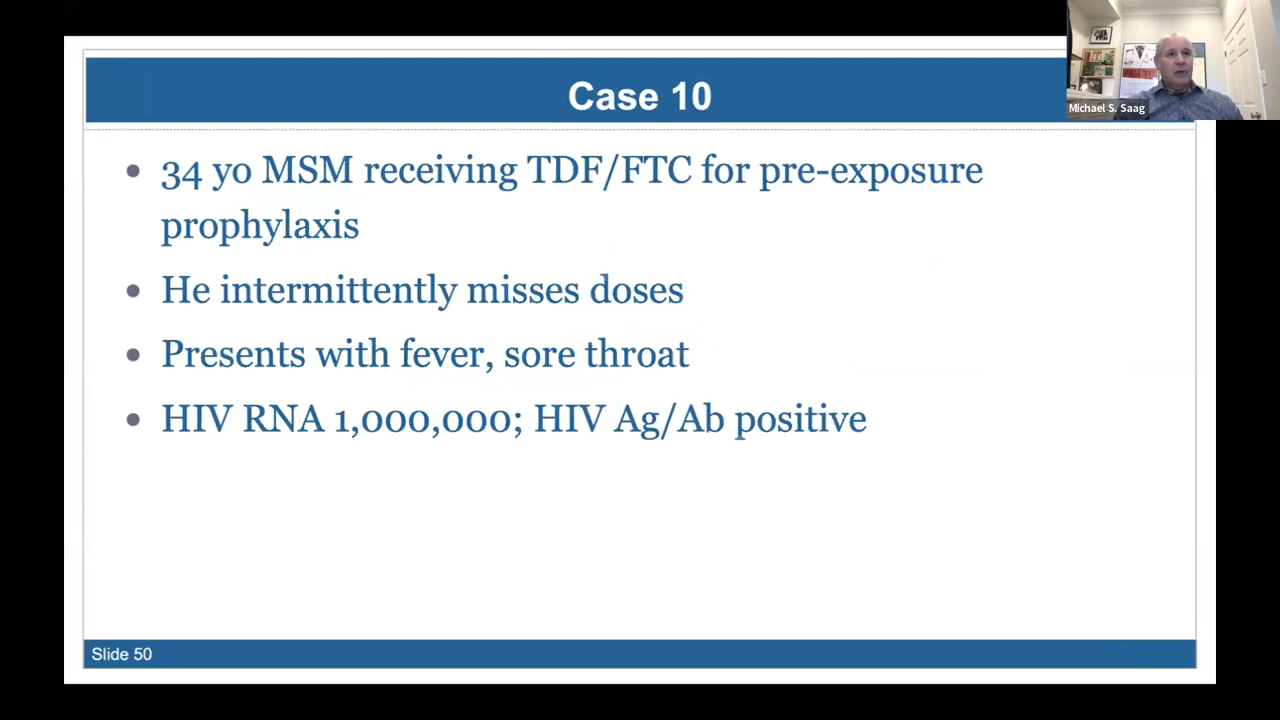 Case 10
Michael S. Saag
• 34 yo MSM receiving TDF/FTC for pre-exposure
prophylaxis
• He intermittently misses doses
• Presents with fever, sore throat
• HIV RNA 1,000,000; HIV Ag/Ab positive
Slide 50